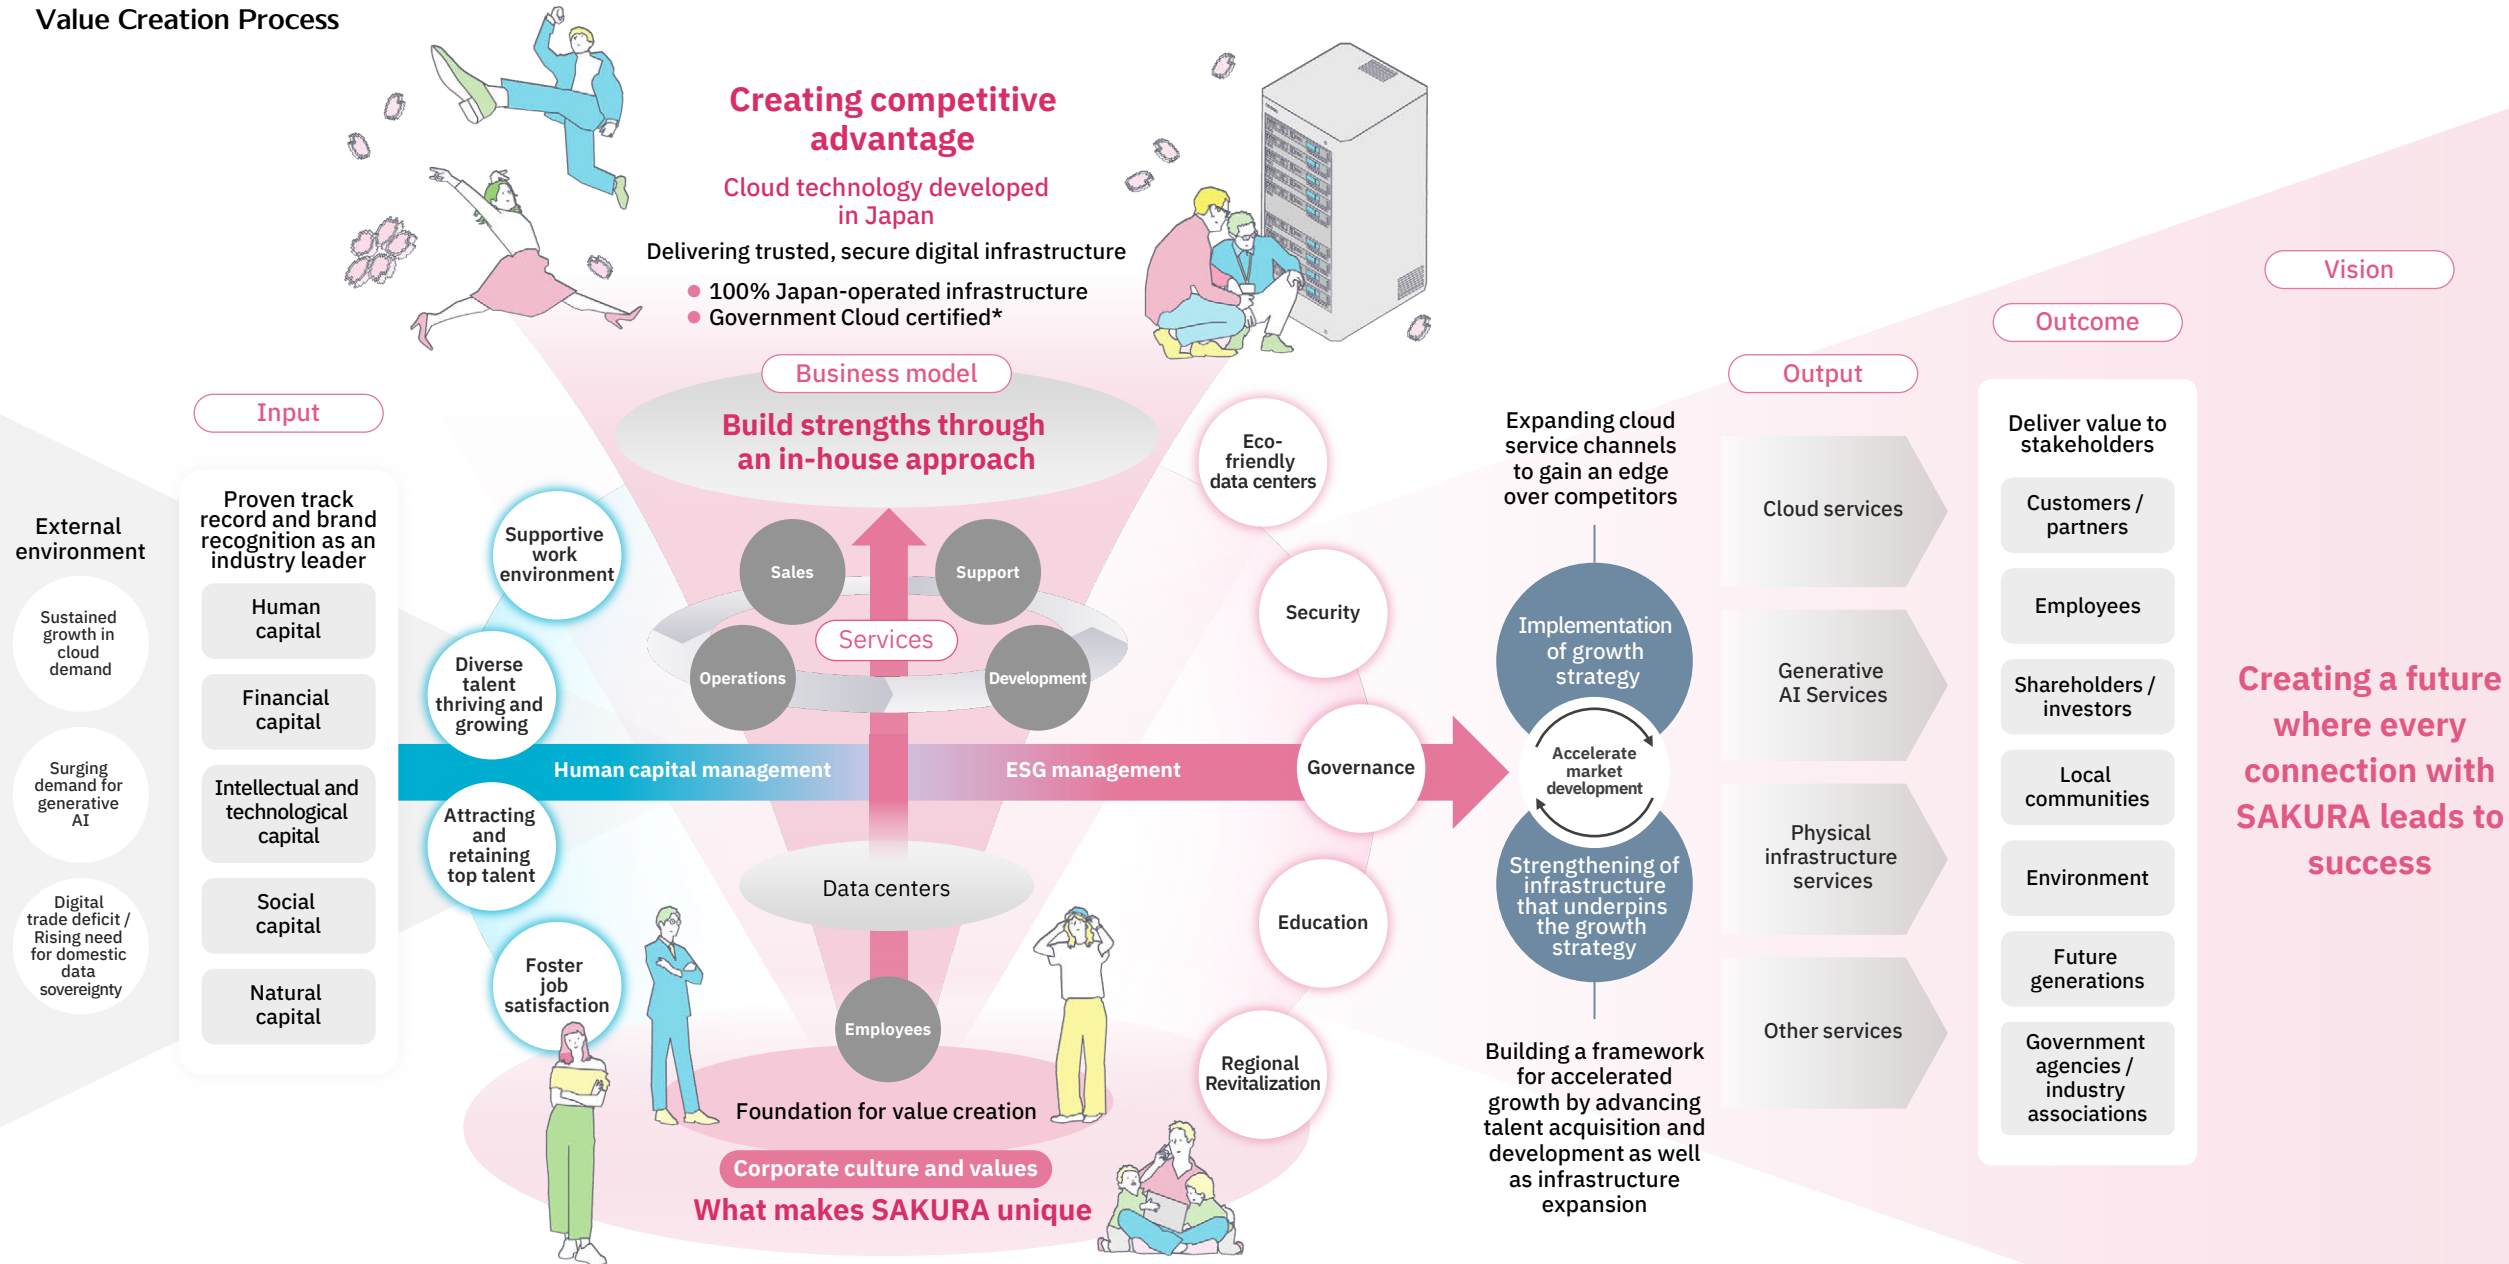 Value Creation Process
Creating competitive
advantage
Cloud technology developed
in Japan
Delivering trusted, secure digital infrastructure
● 100% Japan-operated infrastructure
● Government Cloud certified*
External
environment
Sustained
growth in
cloud
demand
Surging
demand for
generative
AI
Digital
trade deficit /
Rising need
for domestic
data
sovereignty
Input
Proven track
record and brand
recognition as an
industry leader
Human
capital
Financial
capital
Intellectual and
technological
capital
Social
capital
Natural
capital
Supportive
work
environment
Diverse
talent
thriving and
growing
Attracting
and
retaining
top talent
Foster
job
satisfaction
Business model
Build strengths through
an in-house approach
Sales
Support
Services
Operations
Development
Human capital management
ESG management
Data centers
Employees
Foundation for value creation
Corporate culture and values
What makes SAKURA unique
Eco-
friendly
data centers
Security
Governance
Education
Regional
Revitalization
Expanding cloud
service channels
to gain an edge
over competitors
Implementation
of growth
strategy
Accelerate
market
development
Strengthening of
infrastructure
that underpins
the growth
strategy
Building a framework
for accelerated
growth by advancing
talent acquisition and
development as well
as infrastructure
expansion
Output
Cloud services
Generative
AI Services
Physical
infrastructure
services
Other services
Outcome
Deliver value to
stakeholders
Customers /
partners
Employees
Shareholders /
investors
Local
communities
Environment
Future
generations
Government
agencies /
industry
associations
Vision
Creating a future
where every
connection with
SAKURA leads to
success